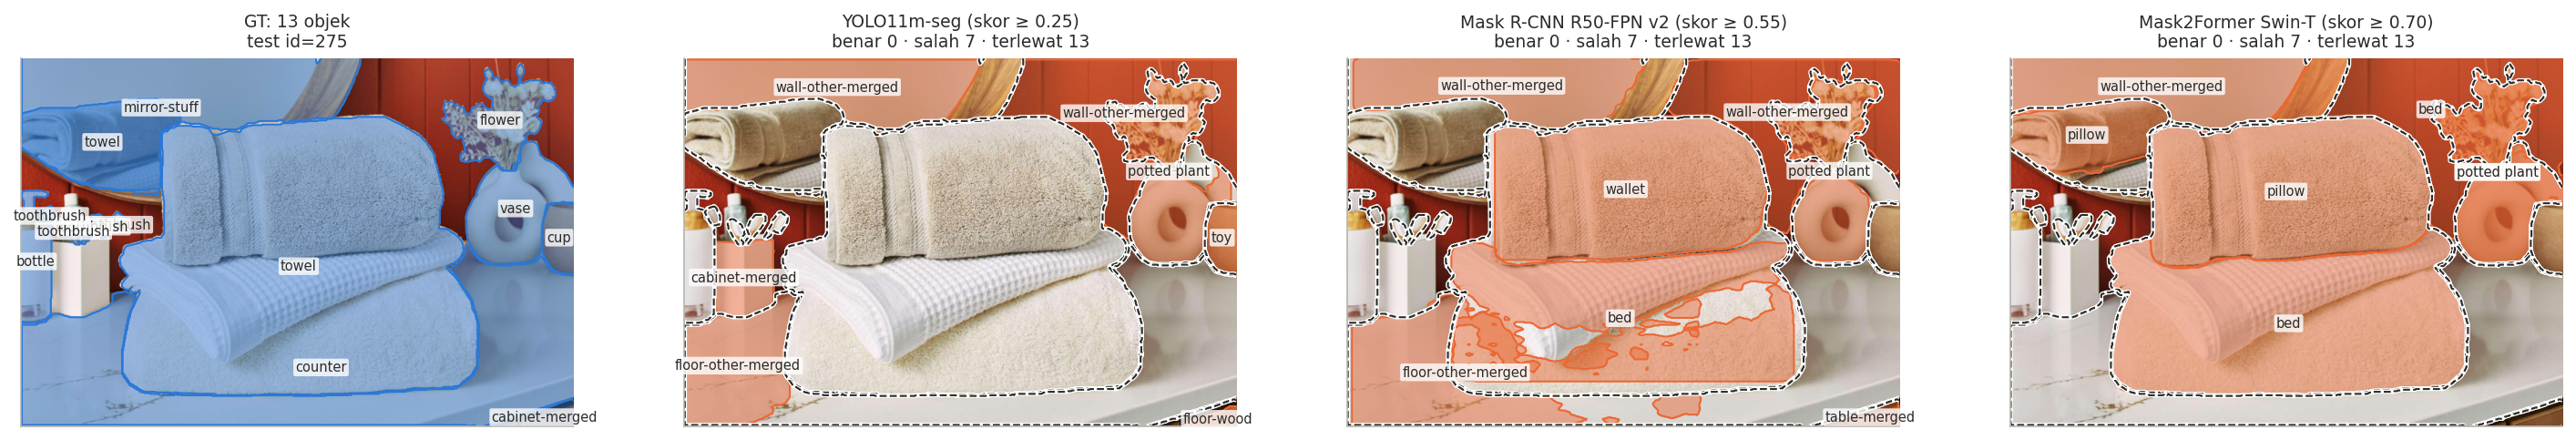 GT: 13 objek
test id=275
mirror-stuff
flower
towel
vase
toothbrush
toothbrush
cup
bottle
towel
counter
cabinet-merged
YOLO11m-seg (skor ≥ 0.25)
benar 0 · salah 7 · terlewat 13
wall-other-merged
wall-other-merged
potted plant
toy
cabinet-merged
floor-other-merged
floor-wood
Mask R-CNN R50-FPN v2 (skor ≥ 0.55)
benar 0 · salah 7 · terlewat 13
wall-other-merged
wall-other-merged
potted plant
wallet
bed
floor-other-merged
table-merged
Mask2Former Swin-T (skor ≥ 0.70)
benar 0 · salah 7 · terlewat 13
wall-other-merged
bed
pillow
potted plant
pillow
bed